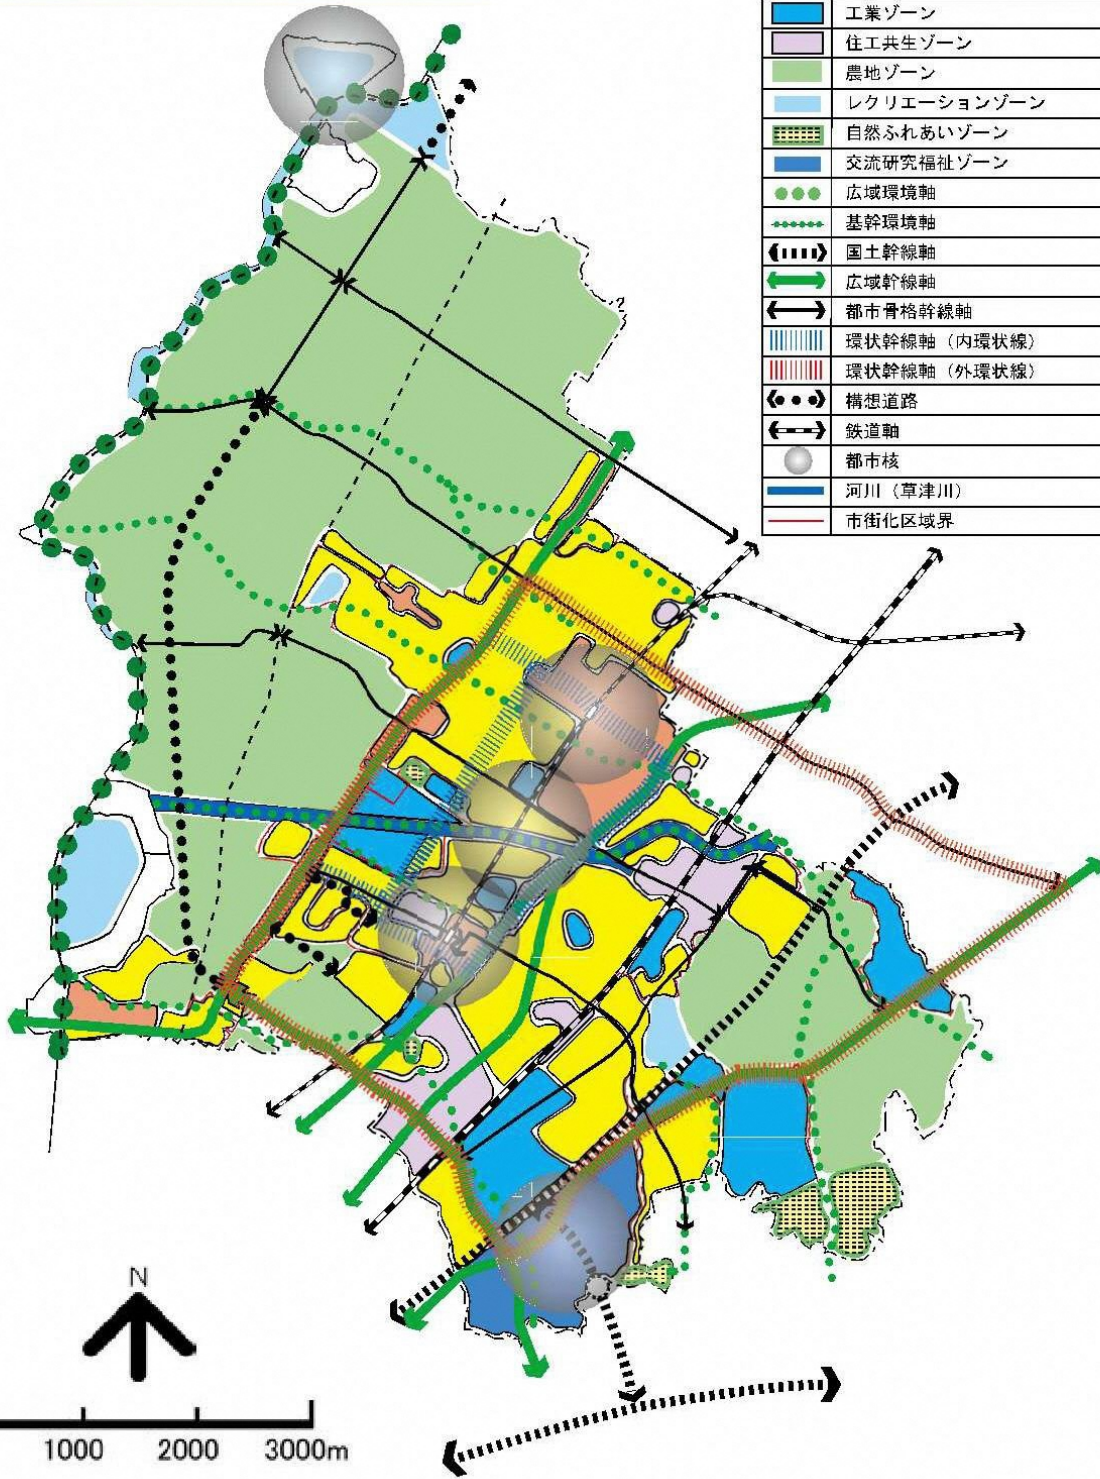 工業ゾーン
住工共生ゾーン
農地ゾーン
レクリエーションゾーン
自然ふれあいゾーン
交流研究福祉ゾーン
広域環境軸
基幹環境軸
国土幹線軸
広域幹線軸
都市骨格幹線軸
環状幹線軸（内環状線）
環状幹線軸（外環状線）
構想道路
鉄道軸
都市核
河川（草津川）
市街化区域界
N
1000 2000 3000m